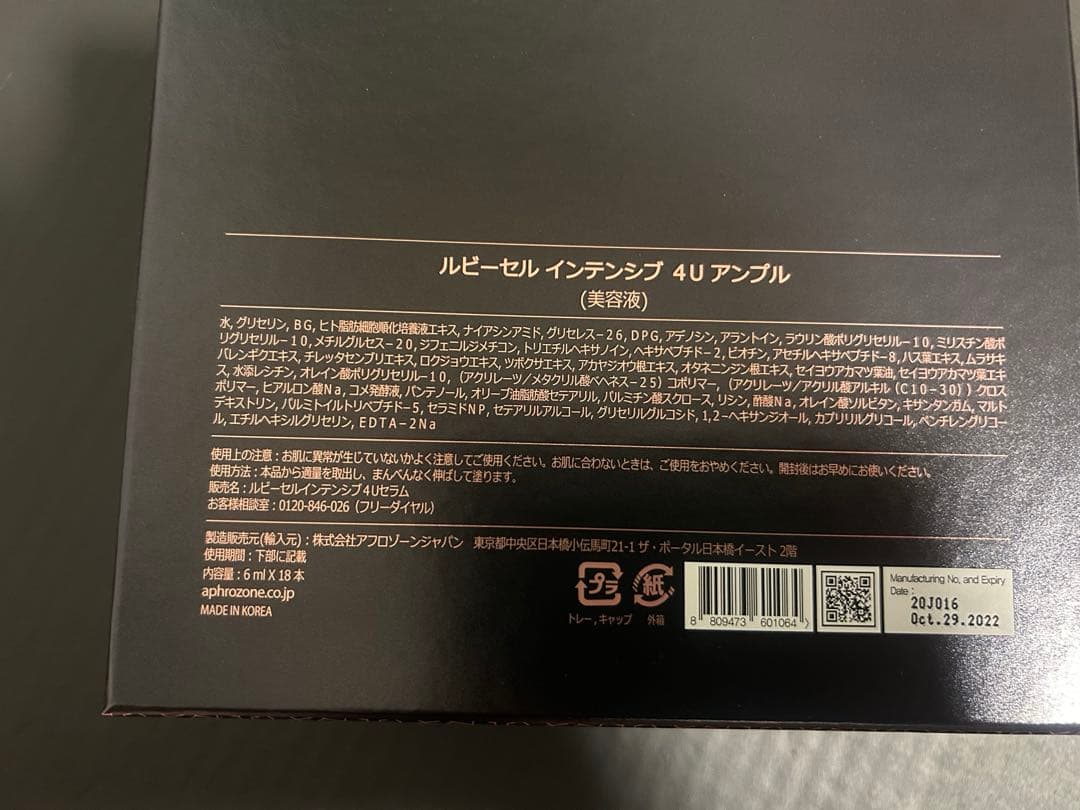 ルビーセル インテンシブ 4U アンプル
(美容液)
水, グリセリン, BG, ヒト脂肪細胞順化培養液エキス, ナイアシンアミド, グリセレス-26, DPG, アデノシン, アラントイン, ラウリン酸ポリグリセリル-10, ミリスチン酸ポ
リグリセリル-10, メチルグルセス-20, ジフェニルジメチコン, トリエチルヘキサノイン, ヘキサペプチド-2, ビオチン, アセチルヘキサペプチド-8, ハス葉エキス, ムラサキ
バレンギクエキス, チレッタセンブリエキス, ロクジョウエキス, ツボクサエキス, アカヤジオウ根エキス, オタネニンジン根エキス, セイヨウアカマツ葉油, セイヨウアカマツ葉エキ
ス, 水添レシチン, オレイン酸ポリグリセリル-10, (アクリレーツ/メタクリル酸ベヘネス-25) コポリマー, (アクリレーツ/アクリル酸アルキル (C10-30)) クロス
ポリマー, ヒアルロン酸Na, コメ発酵液, パンテノール, オリーブ油脂肪酸セテアリル, パルミチン酸スクロース, リシン, 酢酸Na, オレイン酸ソルビタン, キサンタンガム, マルト
デキストリン, パルミトイルトリペプチド-5, セラミドNP, セテアリルアルコール, グリセリルグルコシド, 1,2-ヘキサンジオール, カプリリルグリコール, ペンチレングリコー
ル, エチルヘキシルグリセリン, EDTA-2Na
使用上の注意 : お肌に異常が生じていないかよく注意してご使用ください。お肌に合わないときは、ご使用をおやめください。開封後はお早めにお使いください。
使用方法 : 本品から適量を取出し、まんべんなく伸ばして塗ります。
販売名 : ルビーセルインテンシブ4Uセラム
お客様相談室 : 0120-846-026 (フリーダイヤル)
製造販売元(輸入元) : 株式会社アフロゾーンジャパン 東京都中央区日本橋小伝馬町21-1 ザ・ポータル日本橋イースト 2階
使用期間 : 下部に記載
内容量 : 6 ml X 18 本
aphrozone.co.jp
MADE IN KOREA
プラ
紙
トレー, キャップ 外箱
8 809473 601064
Manufacturing No, and Expiry
Date :
20J016
Oct.29.2022